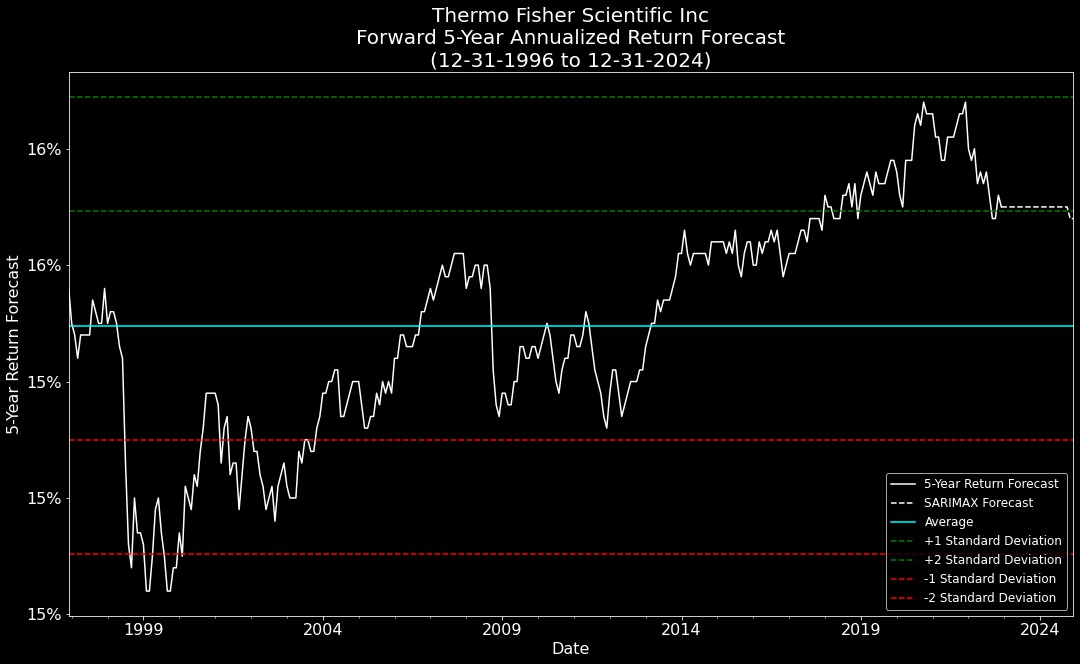 Thermo Fisher Scientific Inc
Forward 5-Year Annualized Return Forecast
(12-31-1996 to 12-31-2024)
5-Year Return Forecast
16%
16%
15%
15%
15%
5-Year Return Forecast
SARIMAX Forecast
Average
+1 Standard Deviation
+2 Standard Deviation
-1 Standard Deviation
-2 Standard Deviation
1999 2004 2009 2014 2019 2024
Date